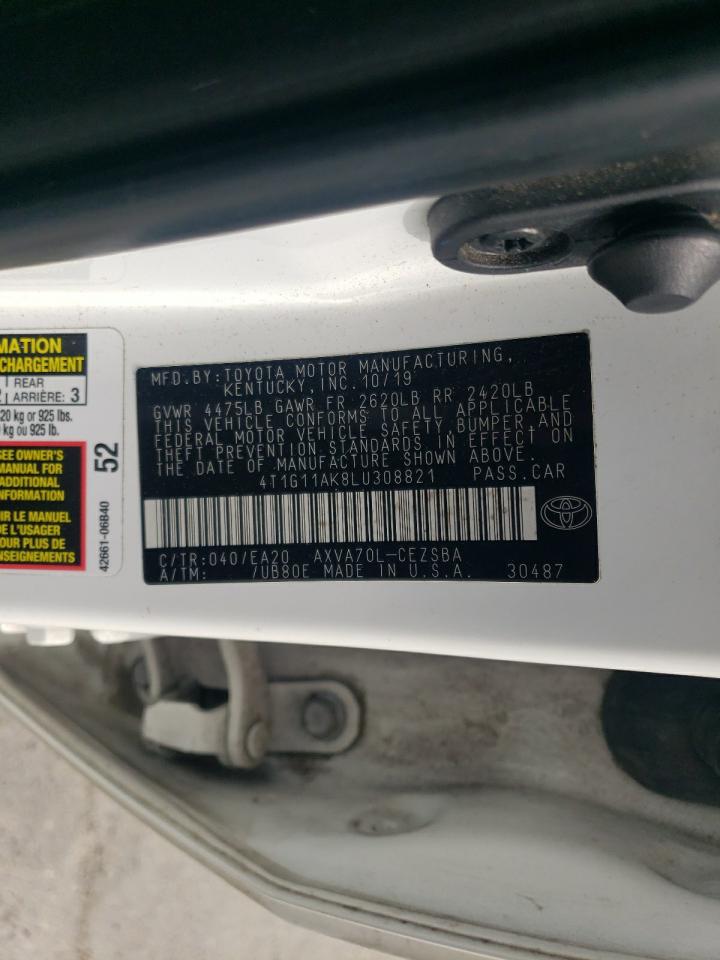 MATION
CHARGEMENT
REAR
ARRIÈRE: 3
20 kg or 925 lbs.
kg ou 925 lb.
SEE OWNER'S
MANUAL FOR
ADDITIONAL
INFORMATION
LE MANUEL
DE L'USAGER
POUR PLUS DE
42661-06B40
52
MFD.BY: TOYOTA MOTOR MANUFACTURING,
KENTUCKY, INC. 10/19
GVWR 4475LB GAWR FR 2620LB RR 2420LB
THIS VEHICLE CONFORMS TO ALL APPLICABLE
FEDERAL MOTOR VEHICLE SAFETY, BUMPER, AND
THEFT PREVENTION STANDARDS IN EFFECT ON
THE DATE OF MANUFACTURE SHOWN ABOVE.
4T1G11AK8LU308821 PASS.CAR
C/TR:040/EA20 AXVA70L-CEZSBA
A/TM: /UB80E MADE IN U.S.A. 30487